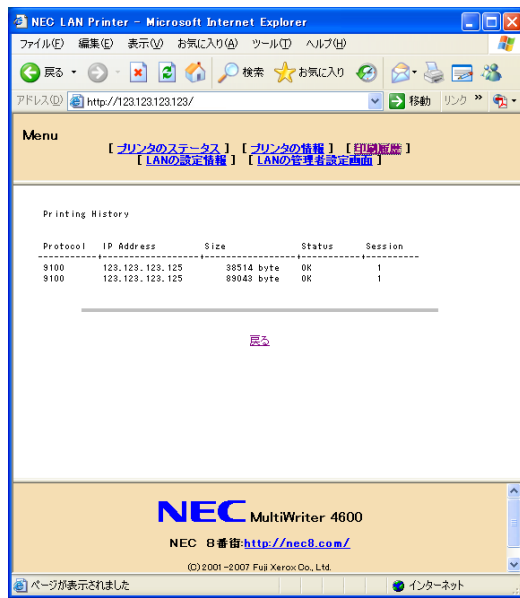 NEC LAN Printer - Microsoft Internet Explorer
ファイル(F) 編集(E) 表示(V) お気に入り(A) ツール(T) ヘルプ(H)
戻る 検索 お気に入り
アドレス(D) http://123.123.123.123/ 移動 リンク »
Menu
[ プリンタのステータス ] [ プリンタの情報 ] [ 印刷履歴 ]
[ LANの設定情報 ] [ LANの管理者設定画面 ]
Printing History
Protocol IP Address Size Status Session
9100 123.123.123.125 38514 byte OK 1
9100 123.123.123.125 89043 byte OK 1
戻る
NEC MultiWriter 4600
NEC 8番街:http://nec8.com/
(C)2001-2007 Fuji Xerox Co., Ltd.
ページが表示されました インターネット